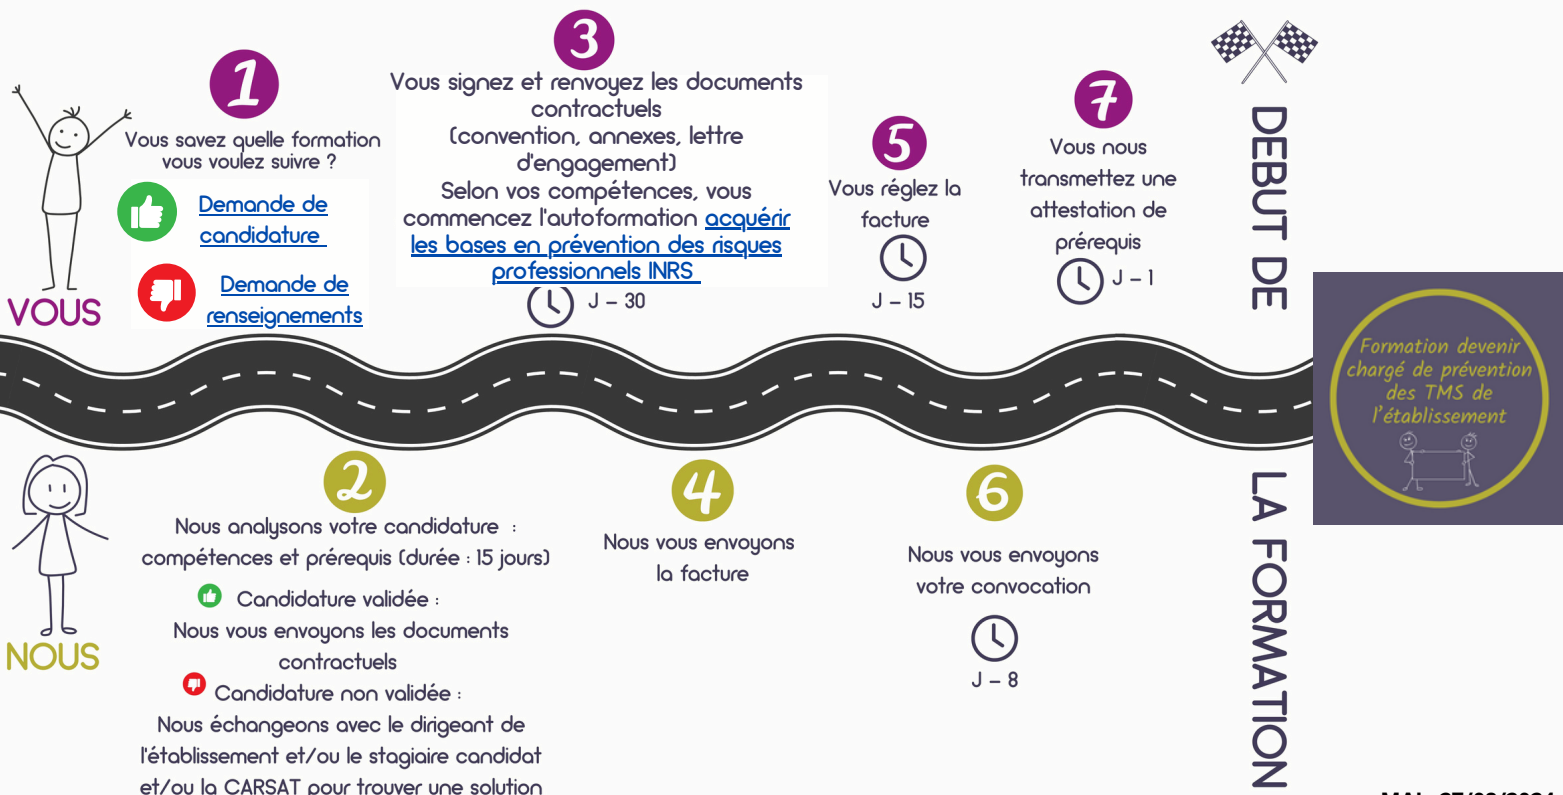 1
Vous savez quelle formation
vous voulez suivre ?
Demande de
candidature
Demande de
renseignements
VOUS
3
Vous signez et renvoyez les documents
contractuels
(convention, annexes, lettre
d'engagement)
Selon vos compétences, vous
commencez l'autoformation acquérir
les bases en prévention des risques
professionnels INRS
J – 30
5
Vous réglez la
facture
J – 15
7
Vous nous
transmettez une
attestation de
prérequis
J – 1
DEBUT DE
LA FORMATION
Formation devenir
chargé de prévention
des TMS de
l'établissement
NOUS
2
Nous analysons votre candidature :
compétences et prérequis (durée : 15 jours)
Candidature validée :
Nous vous envoyons les documents
contractuels
Candidature non validée :
Nous échangeons avec le dirigeant de
l'établissement et/ou le stagiaire candidat
et/ou la CARSAT pour trouver une solution
4
Nous vous envoyons
la facture
6
Nous vous envoyons
votre convocation
J – 8